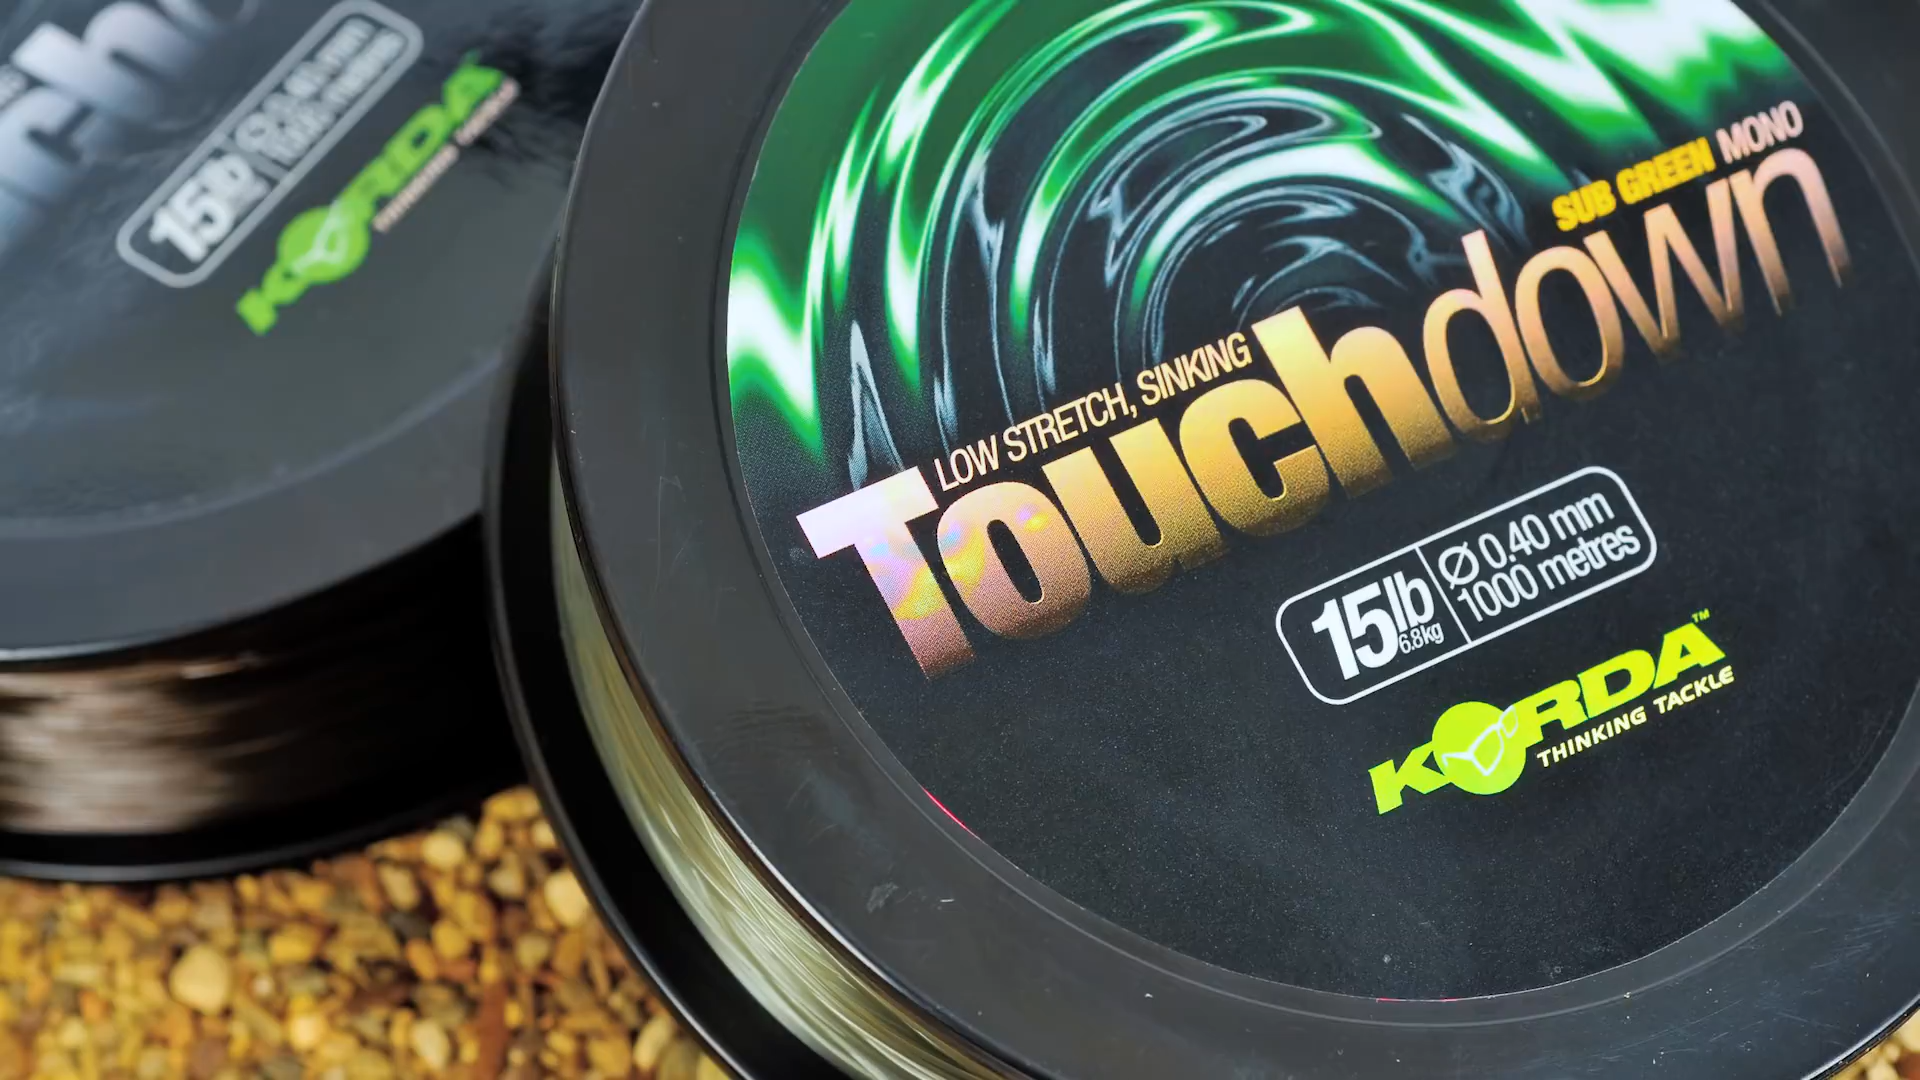 15lb
KORDA
SUB GREEN MONO
LOW STRETCH, SINKING
Touchdown
15lb
6.8kg
Ø 0.40 mm
1000 metres
KORDA™
THINKING TACKLE